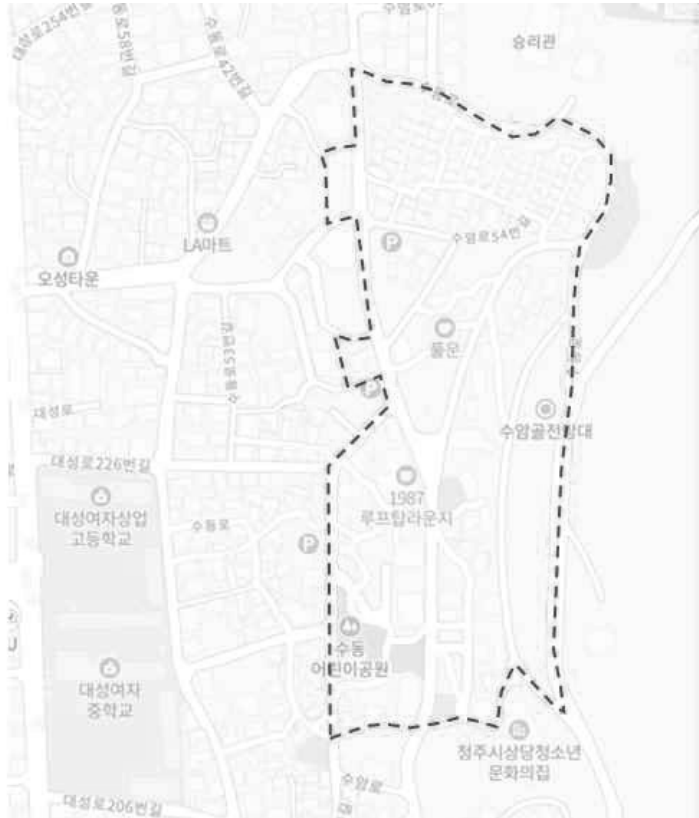 대성로254번길
수동로58번길
수동로42번길
승리관
LA마트
오성타운
수암로54번길
P
풀문
수동로53번길
대성로
수암골전망대
대성로226번길
1987
루프탑라운지
대성여자상업
고등학교
수동로
P
수동
어린이공원
대성여자
중학교
청주시상당청소년
문화의집
수암로
대성로206번길